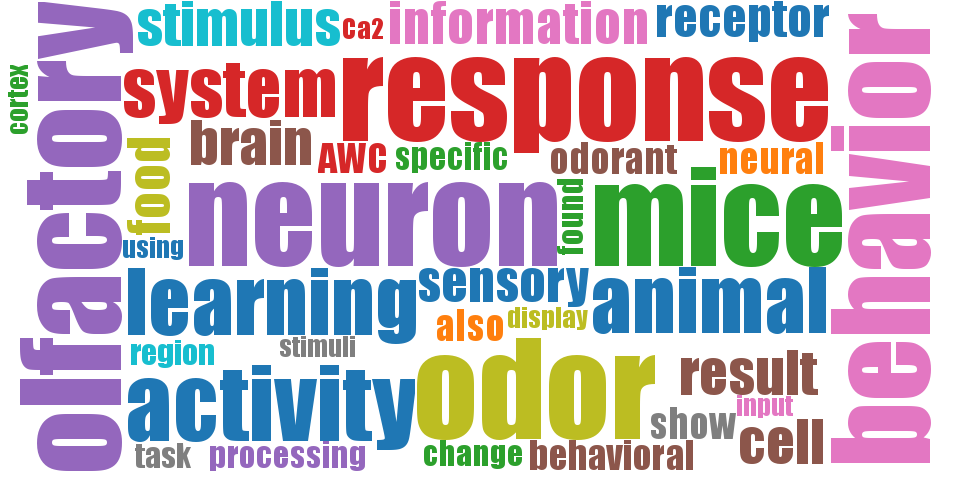 stimulus
Ca2
information
receptor
cortex
olfactory
system
response
behavior
brain
AWC
specific
odorant
neural
food
neuron
found
mice
using
learning
sensory
animal
also
display
region
stimuli
activity
odor
result
input
show
cell
task
processing
change
behavioral